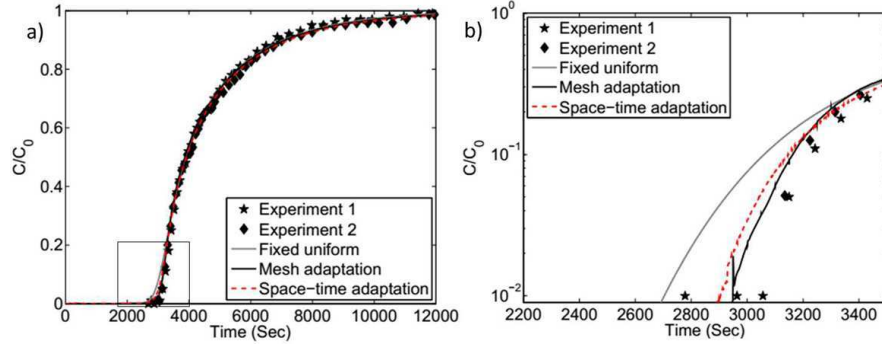 a)
C/C0
1
0.8
0.6
0.4
0.2
0
Experiment 1
Experiment 2
Fixed uniform
Mesh adaptation
Space-time adaptation
0 2000 4000 6000 8000 10000 12000
Time (Sec)
b)
C/C0
10^0
10^-1
10^-2
Experiment 1
Experiment 2
Fixed uniform
Mesh adaptation
Space-time adaptation
2200 2400 2600 2800 3000 3200 3400
Time (Sec)